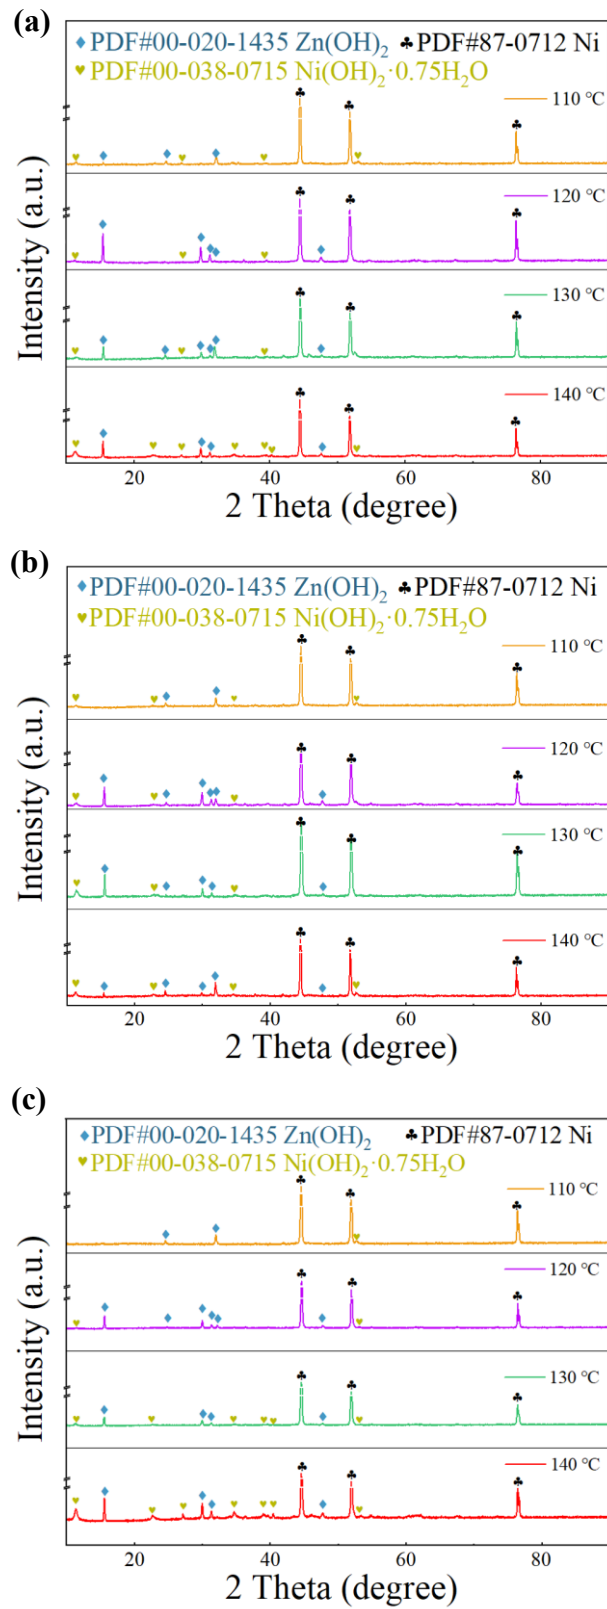 (a)
♦PDF#00-020-1435 Zn(OH)₂ ♣PDF#87-0712 Ni
♥PDF#00-038-0715 Ni(OH)₂·0.75H₂O
110 ℃
120 ℃
130 ℃
140 ℃
Intensity (a.u.)
20 40 60 80
2 Theta (degree)
(b)
♦PDF#00-020-1435 Zn(OH)₂ ♣PDF#87-0712 Ni
♥PDF#00-038-0715 Ni(OH)₂·0.75H₂O
110 ℃
120 ℃
130 ℃
140 ℃
Intensity (a.u.)
20 40 60 80
2 Theta (degree)
(c)
♦PDF#00-020-1435 Zn(OH)₂ ♣PDF#87-0712 Ni
♥PDF#00-038-0715 Ni(OH)₂·0.75H₂O
110 ℃
120 ℃
130 ℃
140 ℃
Intensity (a.u.)
20 40 60 80
2 Theta (degree)